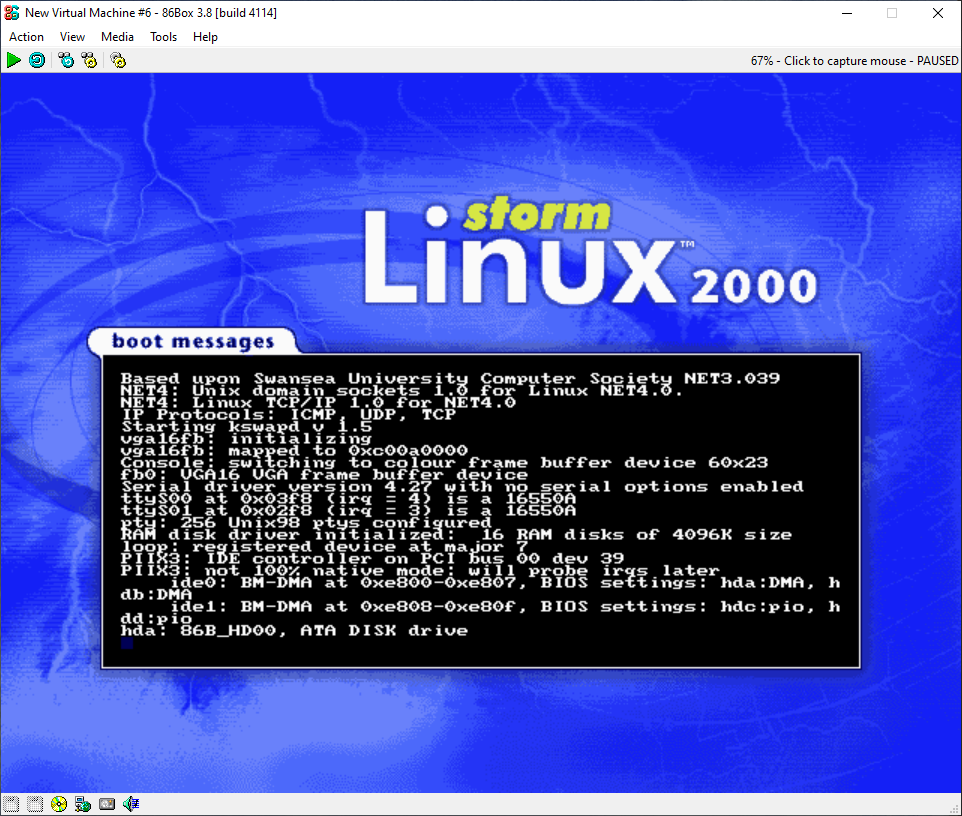 New Virtual Machine #6 - 86Box 3.8 [build 4114]
Action View Media Tools Help
67% - Click to capture mouse - PAUSED
storm
Linux™ 2000
boot messages
Based upon Swansea University Computer Society NET3.039
NET4: Unix domain sockets 1.0 for Linux NET4.0.
NET4: Linux TCP/IP 1.0 for NET4.0
IP Protocols: ICMP, UDP, TCP
Starting kswapd v 1.5
vga16fb: initializing
vga16fb: mapped to 0xc00a0000
Console: switching to colour frame buffer device 60x23
fb0: VGA16 VGA frame buffer device
Serial driver version 4.27 with no serial options enabled
ttyS00 at 0x03f8 (irq = 4) is a 16550A
ttyS01 at 0x02f8 (irq = 3) is a 16550A
pty: 256 Unix98 ptys configured
RAM disk driver initialized:  16 RAM disks of 4096K size
loop: registered device at major 7
PIIX3: IDE controller on PCI bus 00 dev 39
PIIX3: not 100% native mode: will probe irqs later
    ide0: BM-DMA at 0xe800-0xe807, BIOS settings: hda:DMA, h
db:DMA
    ide1: BM-DMA at 0xe808-0xe80f, BIOS settings: hdc:pio, h
dd:pio
hda: 86B_HD00, ATA DISK drive